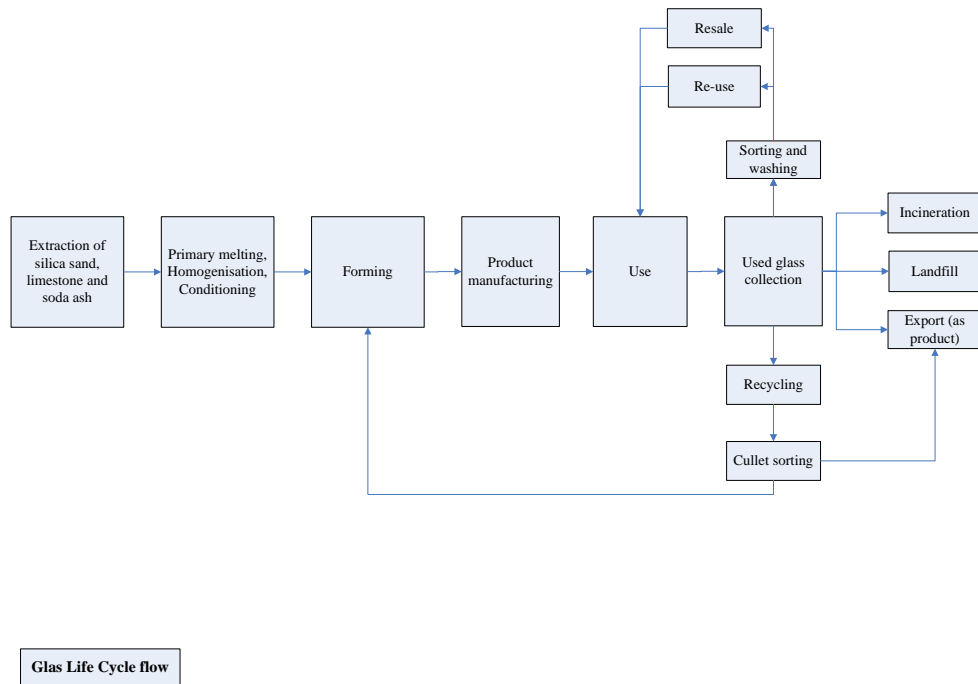 Resale
Re-use
Sorting and
washing
Extraction of
silica sand,
limestone and
soda ash
Primary melting,
Homogenisation,
Conditioning
Forming
Product
manufacturing
Use
Used glass
collection
Incineration
Landfill
Export (as
product)
Recycling
Cullet sorting
Glas Life Cycle flow